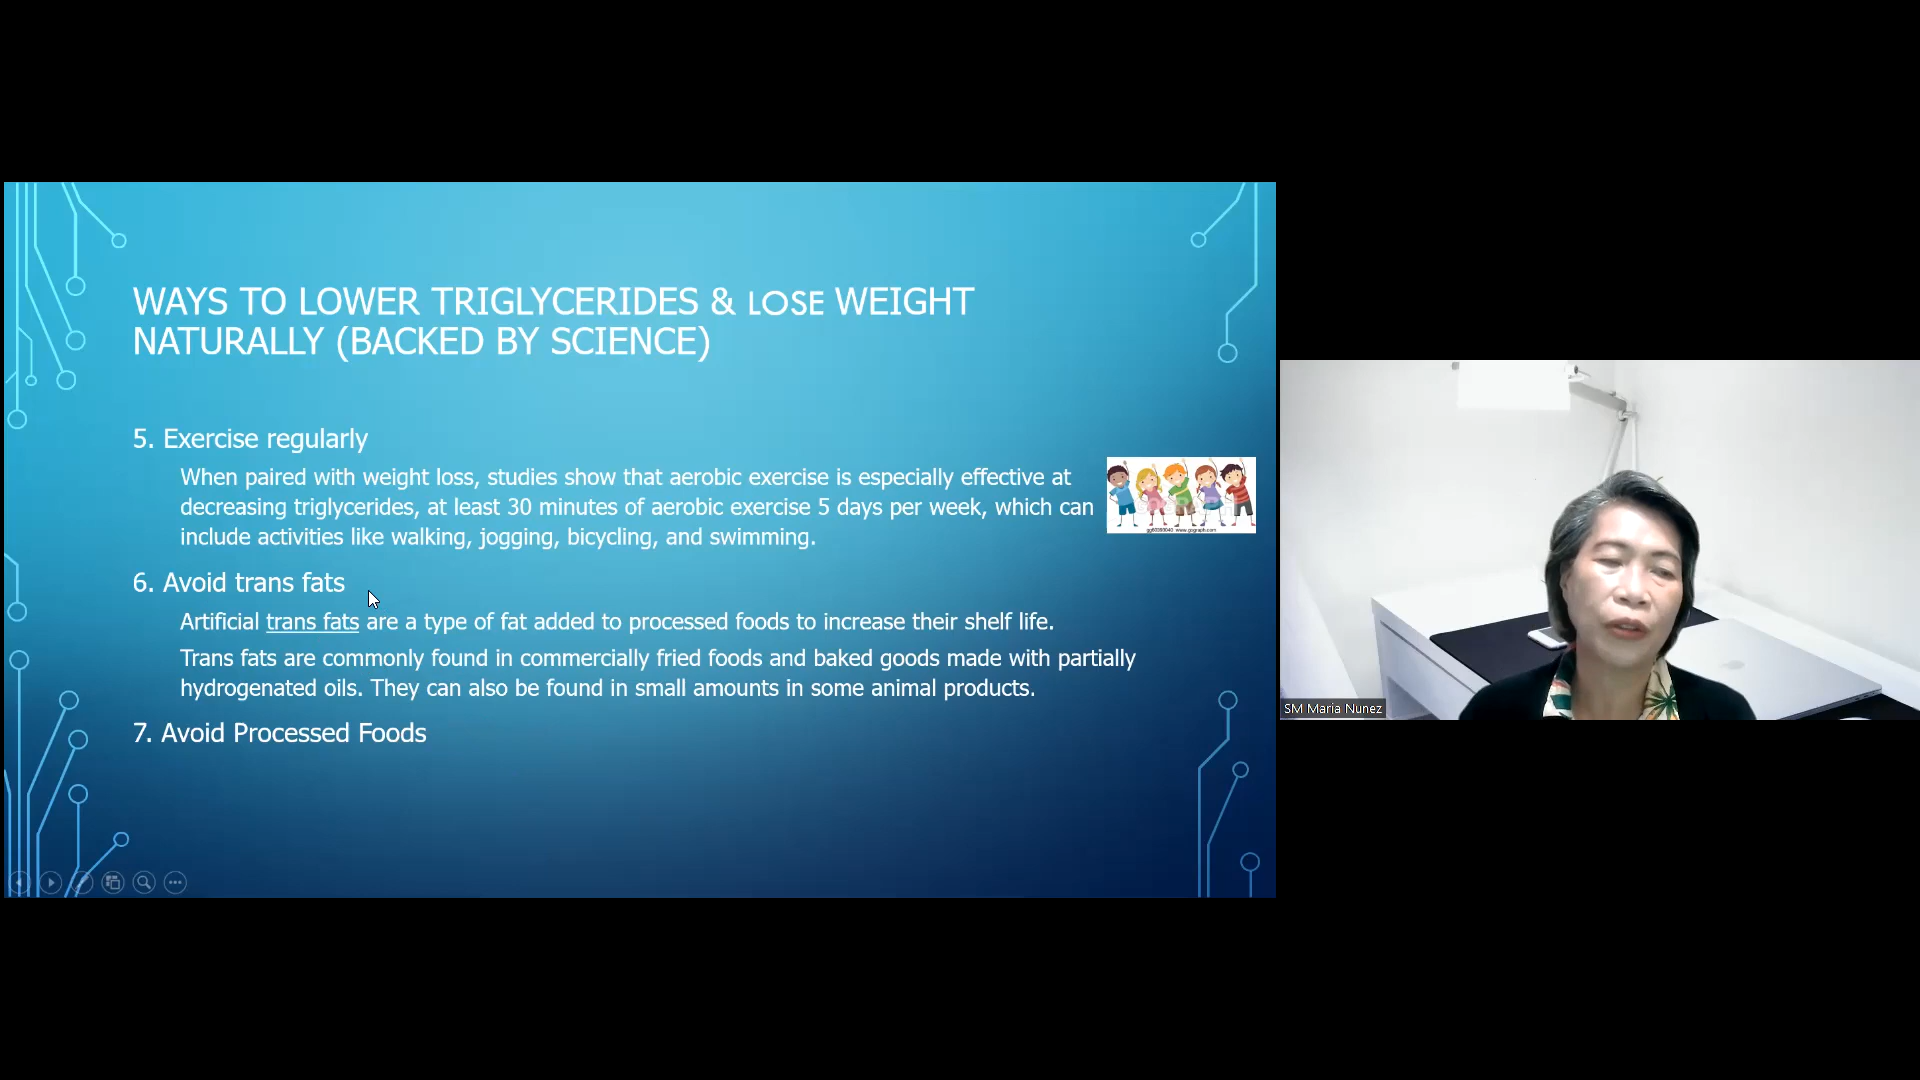 WAYS TO LOWER TRIGLYCERIDES & LOSE WEIGHT
NATURALLY (BACKED BY SCIENCE)
5. Exercise regularly
When paired with weight loss, studies show that aerobic exercise is especially effective at
decreasing triglycerides, at least 30 minutes of aerobic exercise 5 days per week, which can
include activities like walking, jogging, bicycling, and swimming.
6. Avoid trans fats
Artificial trans fats are a type of fat added to processed foods to increase their shelf life.
Trans fats are commonly found in commercially fried foods and baked goods made with partially
hydrogenated oils. They can also be found in small amounts in some animal products.
7. Avoid Processed Foods
SM Maria Nunez